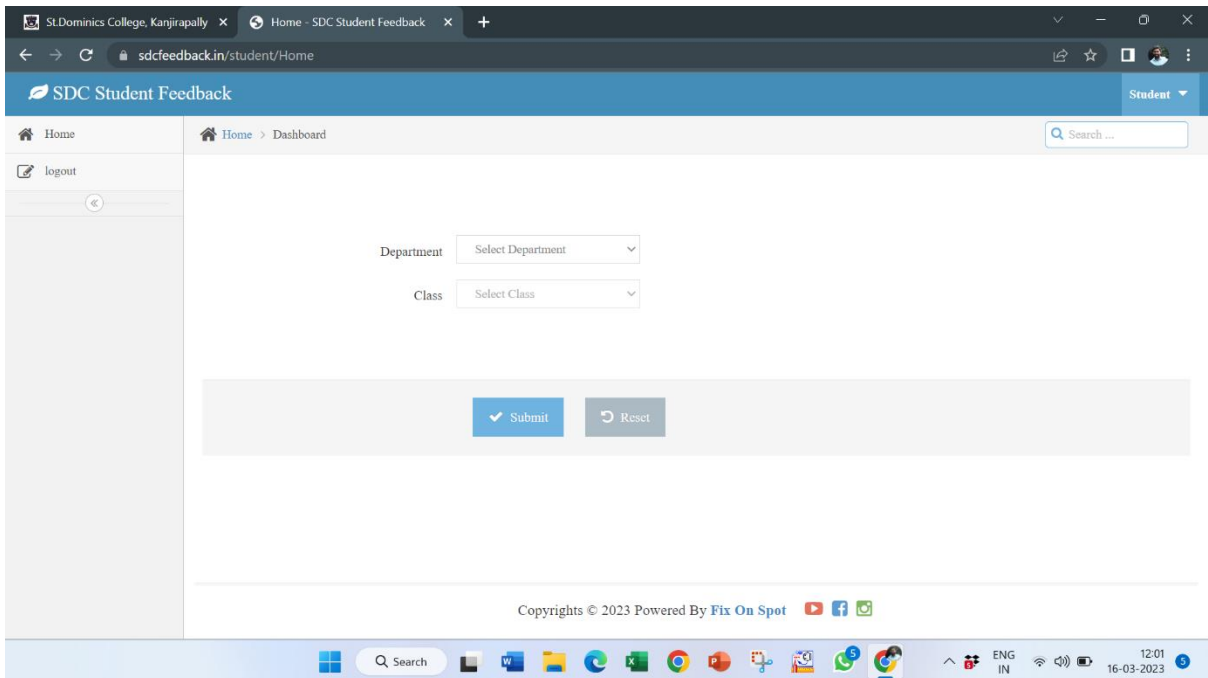 St.Dominics College, Kanjirapally
Home - SDC Student Feedback
sdcfeedback.in/student/Home
SDC Student Feedback
Student
Home
Home > Dashboard
Search ...
logout
Department
Select Department
Class
Select Class
Submit
Reset
Copyrights © 2023 Powered By Fix On Spot
Search
5
ENG
IN
12:01
16-03-2023
5